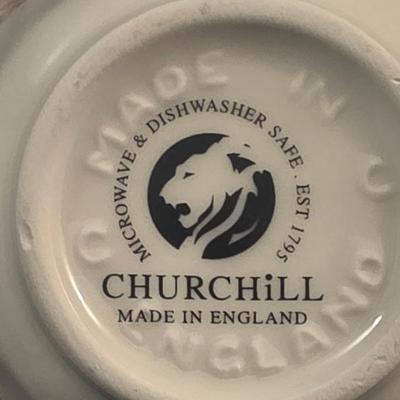 MICROWAVE & DISHWASHER SAFE . EST 1795
CHURCHiLL
MADE IN ENGLAND
MADE IN
ENGLAND